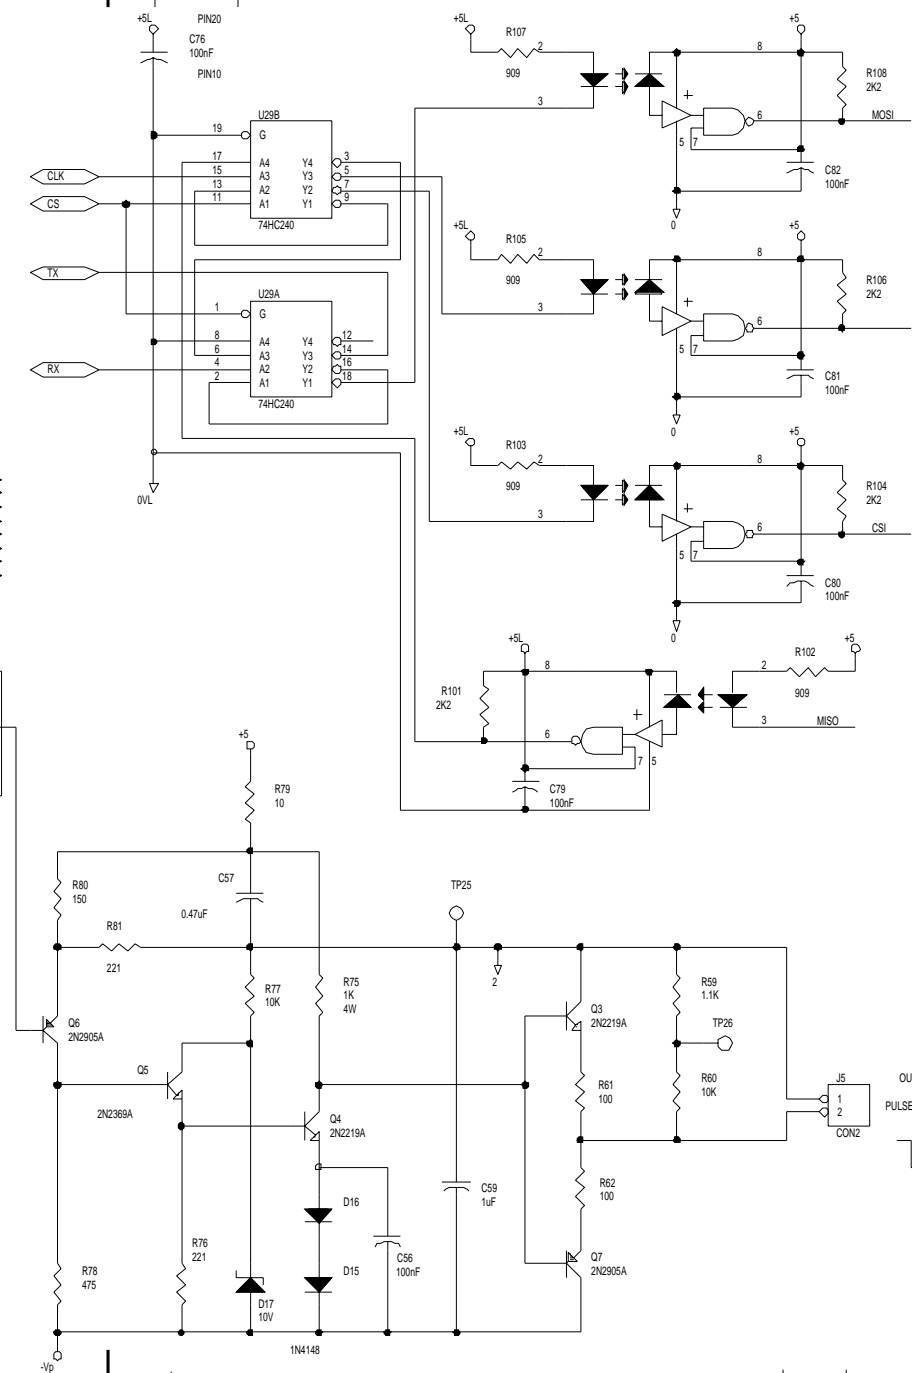 +5L
PIN20
C76
100nF
PIN10
U29B
19 G
17 A4 Y4 3
15 A3 Y3 5
13 A2 Y2 7
11 A1 Y1 9
74HC240
CLK
CS
TX
RX
U29A
1 G
8 A4 Y4 12
6 A3 Y3 14
4 A2 Y2 16
2 A1 Y1 18
74HC240
0VL
+5L
R107
909
2
3
+5
8
+
5
7
6
R108
2K2
MOSI
C82
100nF
0
+5L
R105
909
2
3
+5
8
+
5
7
6
R106
2K2
C81
100nF
0
+5L
R103
909
2
3
+5
8
+
5
7
6
R104
2K2
CSI
C80
100nF
0
+5L
8
R101
2K2
6
+
7
5
C79
100nF
2
R102
909
+5
3
MISO
+5
R79
10
R80
150
C57
0.47uF
R81
221
R77
10K
R75
1K
4W
TP25
2
Q3
2N2219A
R59
1.1K
TP26
R60
10K
Q6
2N2905A
Q5
2N2369A
Q4
2N2219A
R61
100
J5
1
2
CON2
OU
PULSE
D16
C59
1uF
R62
100
R76
221
C56
100nF
Q7
2N2905A
R78
475
D17
10V
D15
1N4148
-Vp